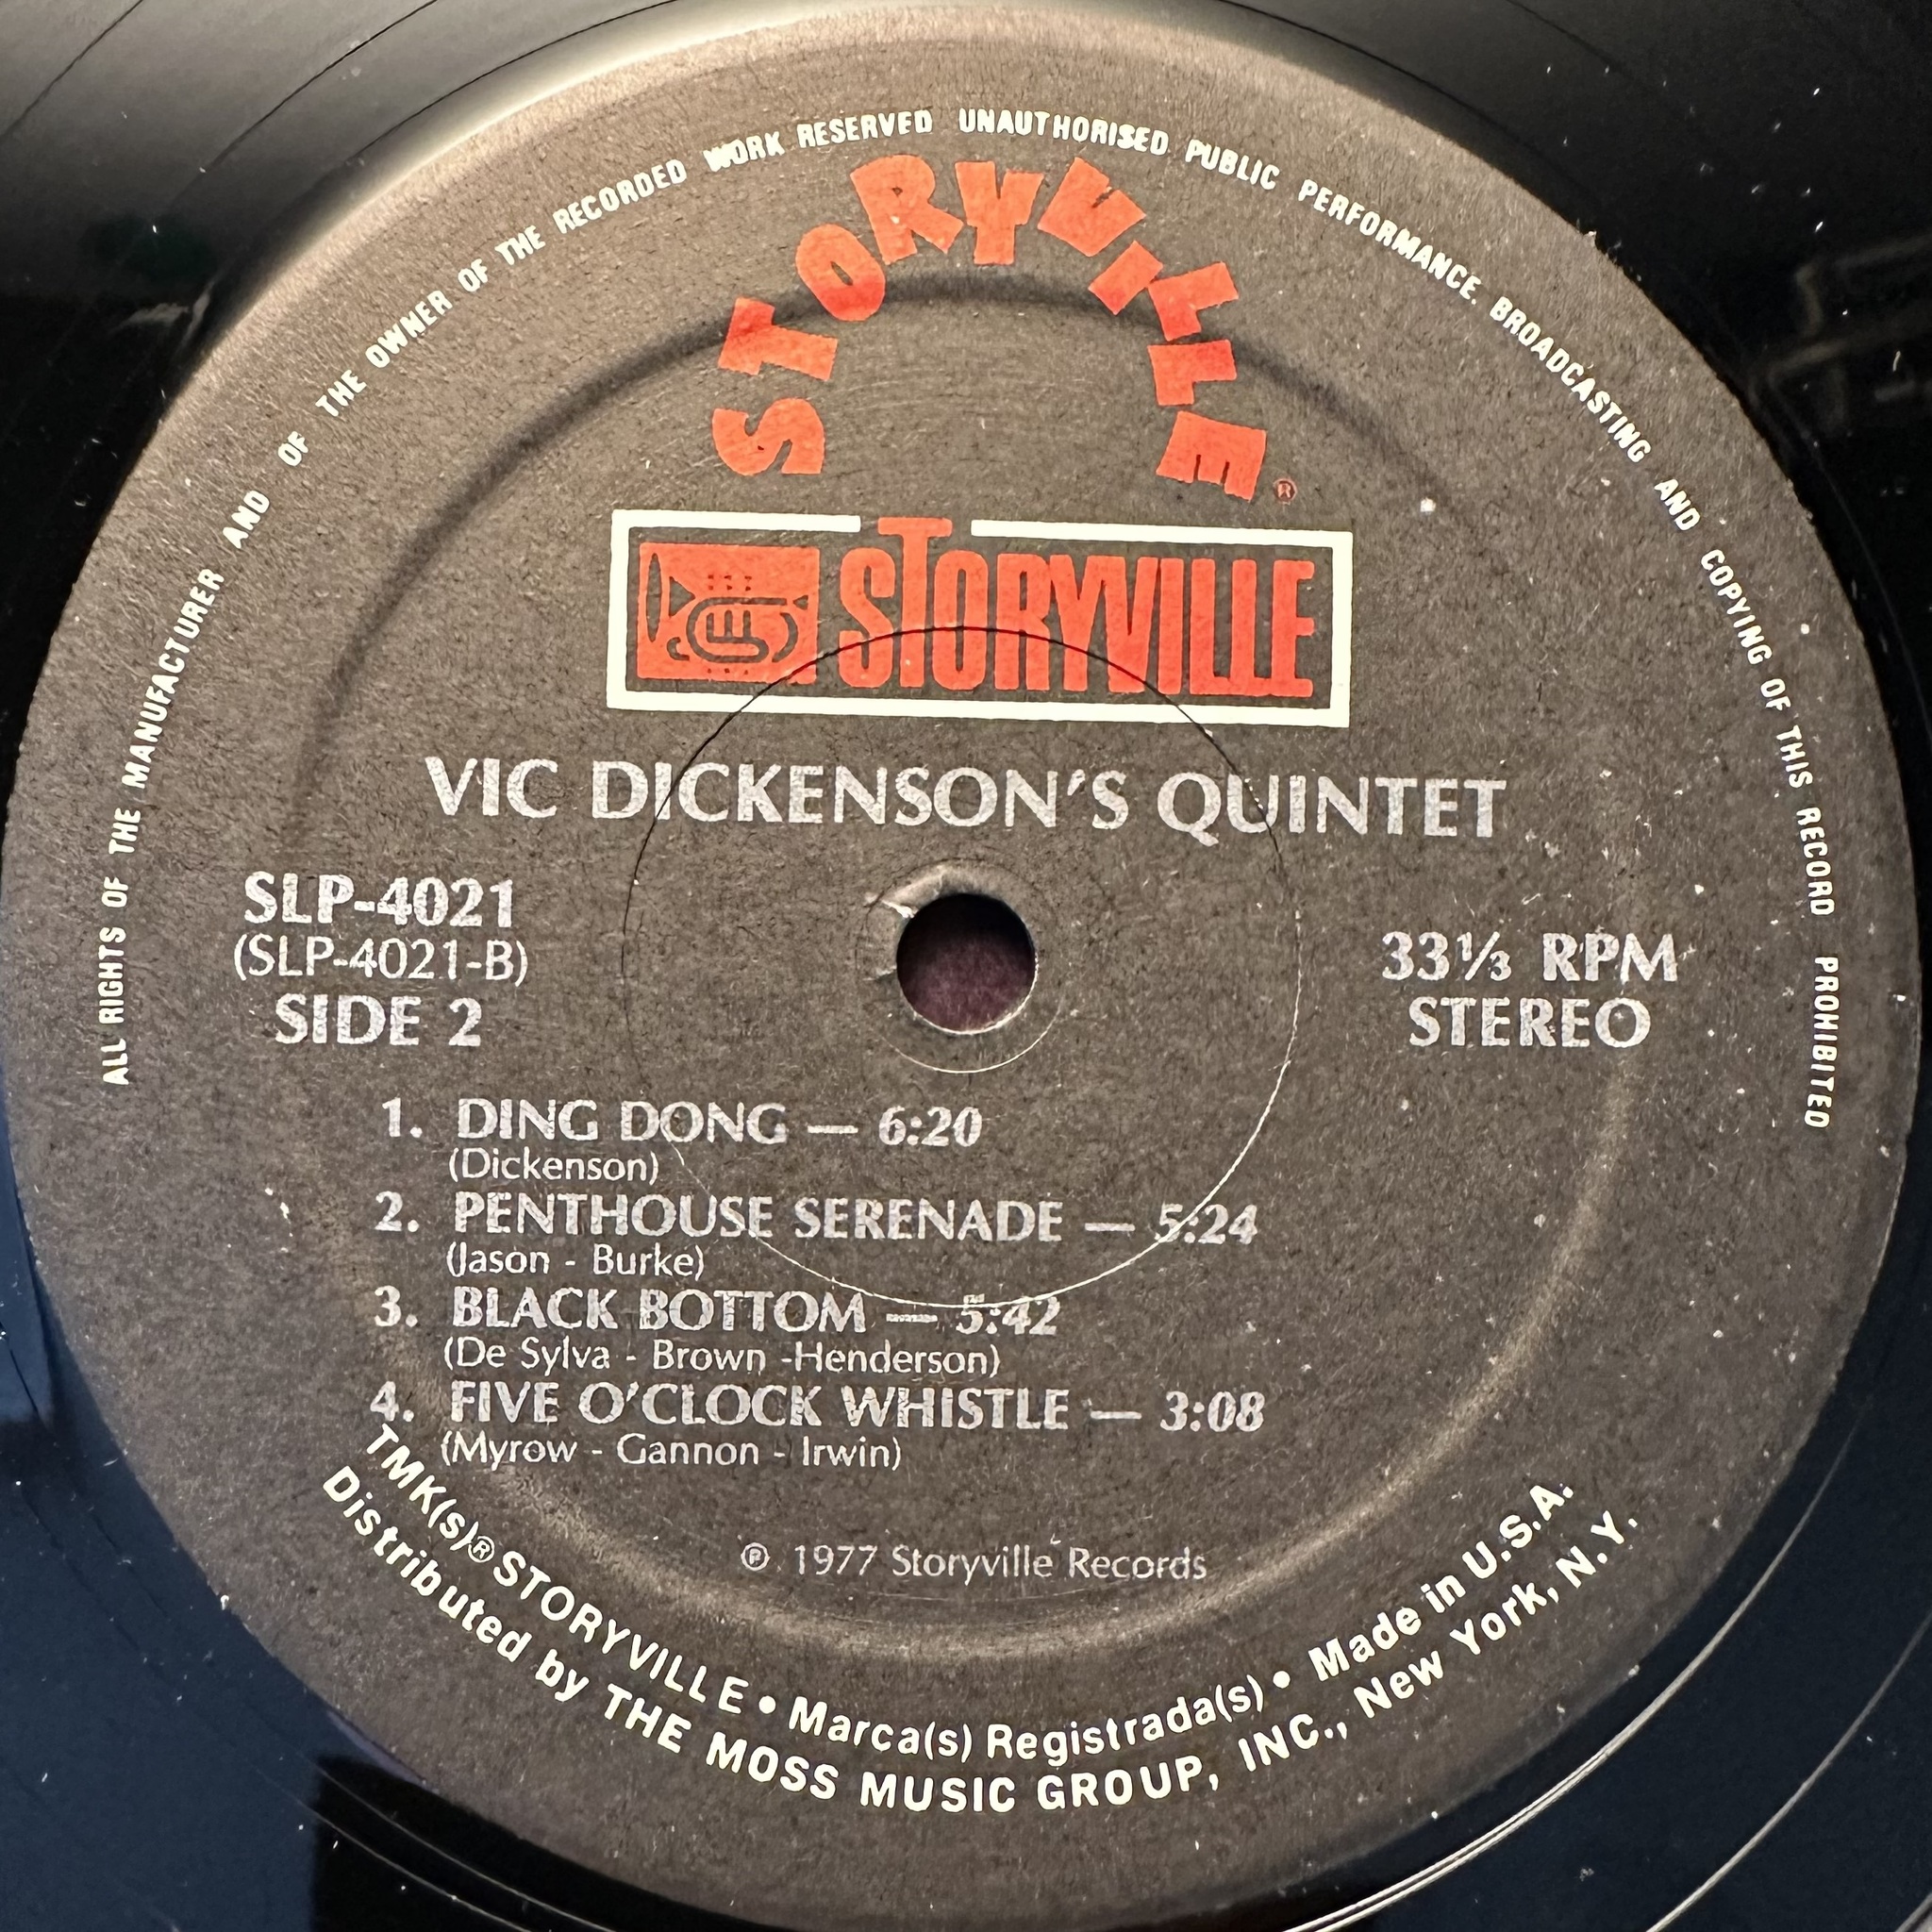 ALL RIGHTS OF THE MANUFACTURER AND OF THE OWNER OF THE RECORDED WORK RESERVED UNAUTHORISED PUBLIC PERFORMANCE. BROADCASTING AND COPYING OF THIS RECORD PROHIBITED
STORYVILLE®
STORYVILLE
VIC DICKENSON'S QUINTET
SLP-4021
(SLP-4021-B)
SIDE 2
33⅓ RPM
STEREO
1. DING DONG — 6:20
(Dickenson)
2. PENTHOUSE SERENADE — 5:24
(Jason - Burke)
3. BLACK BOTTOM — 5:42
(De Sylva - Brown -Henderson)
4. FIVE O'CLOCK WHISTLE — 3:08
(Myrow - Gannon - Irwin)
℗ 1977 Storyville Records
TMK(s)® STORYVILLE • Marca(s) Registrada(s) • Made in U.S.A.
Distributed by THE MOSS MUSIC GROUP, INC., New York, N.Y.